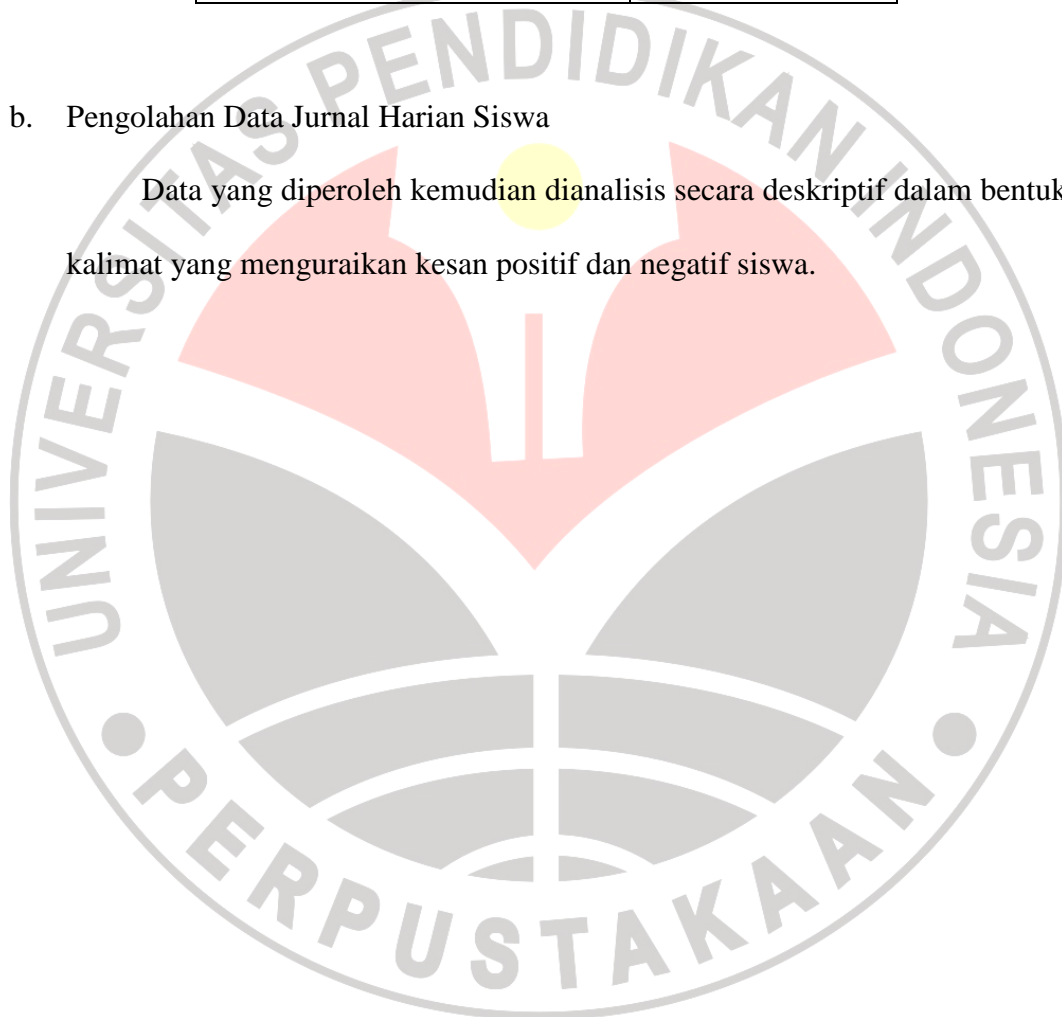 b. Pengolahan Data Jurnal Harian Siswa
Data yang diperoleh kemudian dianalisis secara deskriptif dalam bentuk
kalimat yang menguraikan kesan positif dan negatif siswa.
UNIVERSITAS PENDIDIKAN INDONESIA
PERPUSTAKAAN